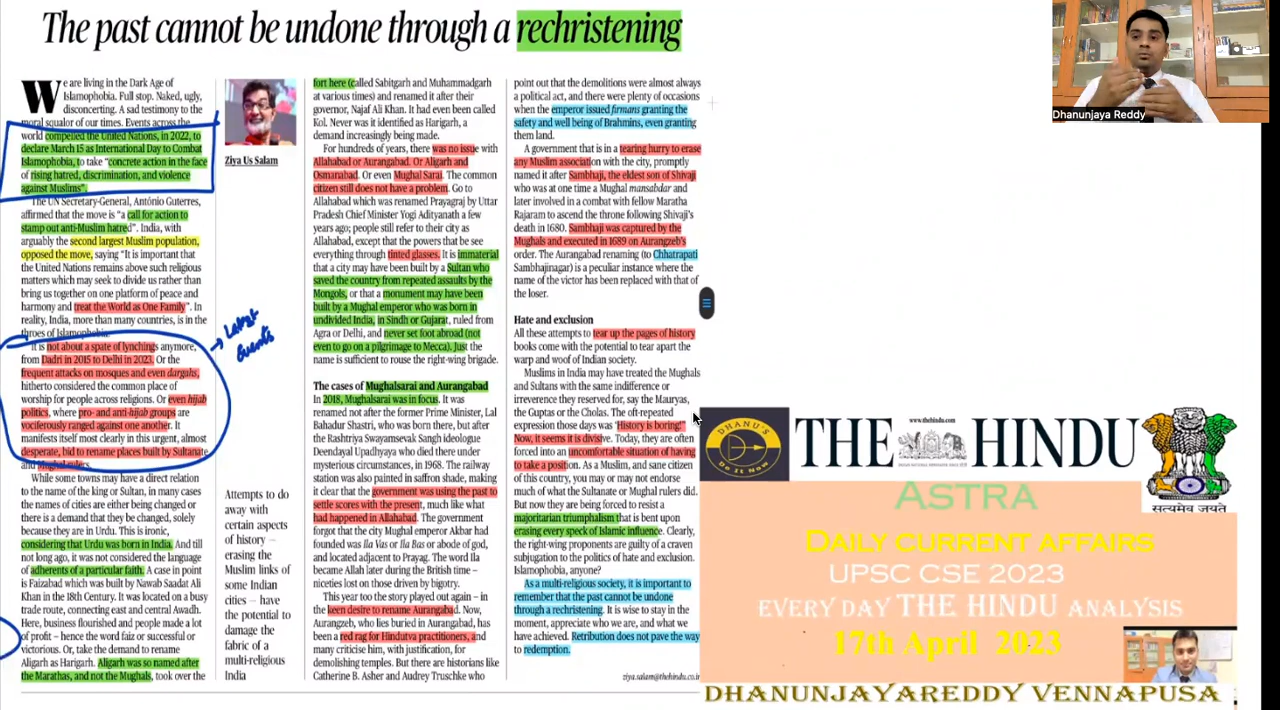 The past cannot be undone through a rechristening
We are living in the Dark Age of
Islamophobia. Full stop. Naked, ugly,
disconcerting. A sad testimony to the
moral squalor of our times. Events across the
world compelled the United Nations, in 2022, to
declare March 15 as International Day to Combat
Islamophobia, to take “concrete action in the face
of rising hatred, discrimination, and violence
against Muslims”.
The UN Secretary-General, António Guterres,
affirmed that the move is “a call for action to
stamp out anti-Muslim hatred”. India, with
arguably the second largest Muslim population,
opposed the move, saying “It is important that
the United Nations remains above such religious
matters which may seek to divide us rather than
bring us together on one platform of peace and
harmony and treat the World as One Family”. In
reality, India, more than many countries, is in the
throes of Islamophobia.
It is not about a spate of lynchings anymore,
from Dadri in 2015 to Delhi in 2023. Or the
frequent attacks on mosques and even dargahs,
hitherto considered the common place of
worship for people across religions. Or even hijab
politics, where pro- and anti-hijab groups are
vociferously ranged against one another. It
manifests itself most clearly in this urgent, almost
desperate, bid to rename places built by Sultanate
and Mughal rulers.
While some towns may have a direct relation
to the name of the king or Sultan, in many cases
the names of cities are either being changed or
there is a demand that they be changed, solely
because they are in Urdu. This is ironic,
considering that Urdu was born in India. And till
not long ago, it was not considered the language
of adherents of a particular faith. A case in point
is Faizabad which was built by Nawab Saadat Ali
Khan in the 18th Century. It was located on a busy
trade route, connecting east and central Awadh.
Here, business flourished and people made a lot
of profit – hence the word faiz or successful or
victorious. Or, take the demand to rename
Aligarh as Harigarh. Aligarh was so named after
the Marathas, and not the Mughals, took over the
Latest
Events
Ziya Us Salam
Attempts to do
away with
certain aspects
of history —
erasing the
Muslim links of
some Indian
cities — have
the potential to
damage the
fabric of a
multi-religious
India
fort here (called Sabitgarh and Muhammadgarh
at various times) and renamed it after their
governor, Najaf Ali Khan. It had even been called
Kol. Never was it identified as Harigarh, a
demand increasingly being made.
For hundreds of years, there was no issue with
Allahabad or Aurangabad. Or Aligarh and
Osmanabad. Or even Mughal Sarai. The common
citizen still does not have a problem. Go to
Allahabad which was renamed Prayagraj by Uttar
Pradesh Chief Minister Yogi Adityanath a few
years ago; people still refer to their city as
Allahabad, except that the powers that be see
everything through tinted glasses. It is immaterial
that a city may have been built by a Sultan who
saved the country from repeated assaults by the
Mongols, or that a monument may have been
built by a Mughal emperor who was born in
undivided India, in Sindh or Gujarat, ruled from
Agra or Delhi, and never set foot abroad (not
even to go on a pilgrimage to Mecca). Just the
name is sufficient to rouse the right-wing brigade.
The cases of Mughalsarai and Aurangabad
In 2018, Mughalsarai was in focus. It was
renamed not after the former Prime Minister, Lal
Bahadur Shastri, who was born there, but after
the Rashtriya Swayamsevak Sangh ideologue
Deendayal Upadhyaya who died there under
mysterious circumstances, in 1968. The railway
station was also painted in saffron shade, making
it clear that the government was using the past to
settle scores with the present, much like what
had happened in Allahabad. The government
forgot that the city Mughal emperor Akbar had
founded was Ila Vas or Ila Bas or abode of god,
and located adjacent to Prayag. The word Ila
became Allah later during the British time –
niceties lost on those driven by bigotry.
This year too the story played out again – in
the keen desire to rename Aurangabad. Now,
Aurangzeb, who lies buried in Aurangabad, has
been a red rag for Hindutva practitioners, and
many criticise him, with justification, for
demolishing temples. But there are historians like
Catherine B. Asher and Audrey Truschke who
point out that the demolitions were almost always
a political act, and there were plenty of occasions
when the emperor issued firmans granting the
safety and well being of Brahmins, even granting
them land.
A government that is in a tearing hurry to erase
any Muslim association with the city, promptly
named it after Sambhaji, the eldest son of Shivaji
who was at one time a Mughal mansabdar and
later involved in a combat with fellow Maratha
Rajaram to ascend the throne following Shivaji’s
death in 1680. Sambhaji was captured by the
Mughals and executed in 1689 on Aurangzeb’s
order. The Aurangabad renaming (to Chhatrapati
Sambhajinagar) is a peculiar instance where the
name of the victor has been replaced with that of
the loser.
Hate and exclusion
All these attempts to tear up the pages of history
books come with the potential to tear apart the
warp and woof of Indian society.
Muslims in India may have treated the Mughals
and Sultans with the same indifference or
irreverence they reserved for, say the Mauryas,
the Guptas or the Cholas. The oft-repeated
expression those days was ‘History is boring!”
Now, it seems it is divisive. Today, they are often
forced into an uncomfortable situation of having
to take a position. As a Muslim, and sane citizen
of this country, you may or may not endorse
much of what the Sultanate or Mughal rulers did.
But now they are being forced to resist a
majoritarian triumphalism that is bent upon
erasing every speck of Islamic influence. Clearly,
the right-wing proponents are guilty of a craven
subjugation to the politics of hate and exclusion.
Islamophobia, anyone?
As a multi-religious society, it is important to
remember that the past cannot be undone
through a rechristening. It is wise to stay in the
moment, appreciate who we are, and what we
have achieved. Retribution does not pave the way
to redemption.
ziya.salam@thehindu.co.in
Dhanunjaya Reddy
DHANU'S
Do It Now
www.thehindu.com
THE HINDU
सत्यमेव जयते
ASTRA
DAILY CURRENT AFFAIRS
UPSC CSE 2023
EVERY DAY THE HINDU ANALYSIS
17th April 2023
DHANUNJAYAREDDY VENNAPUSA